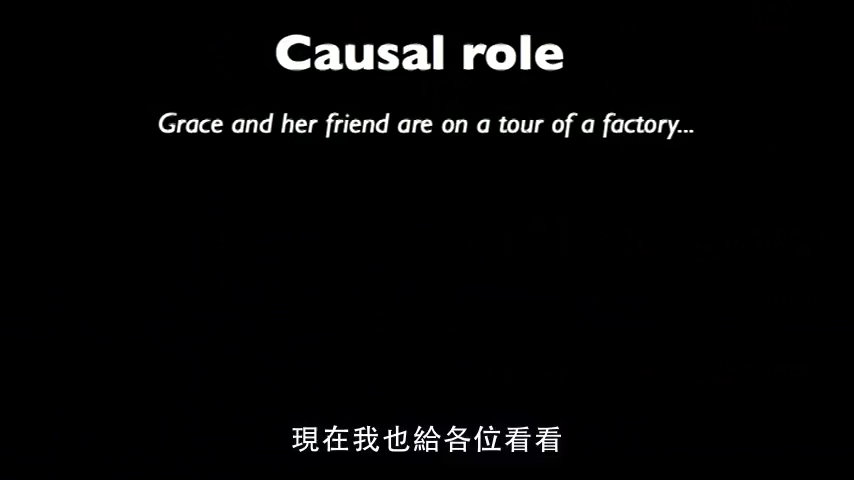 Causal role
Grace and her friend are on a tour of a factory...
現在我也給各位看看